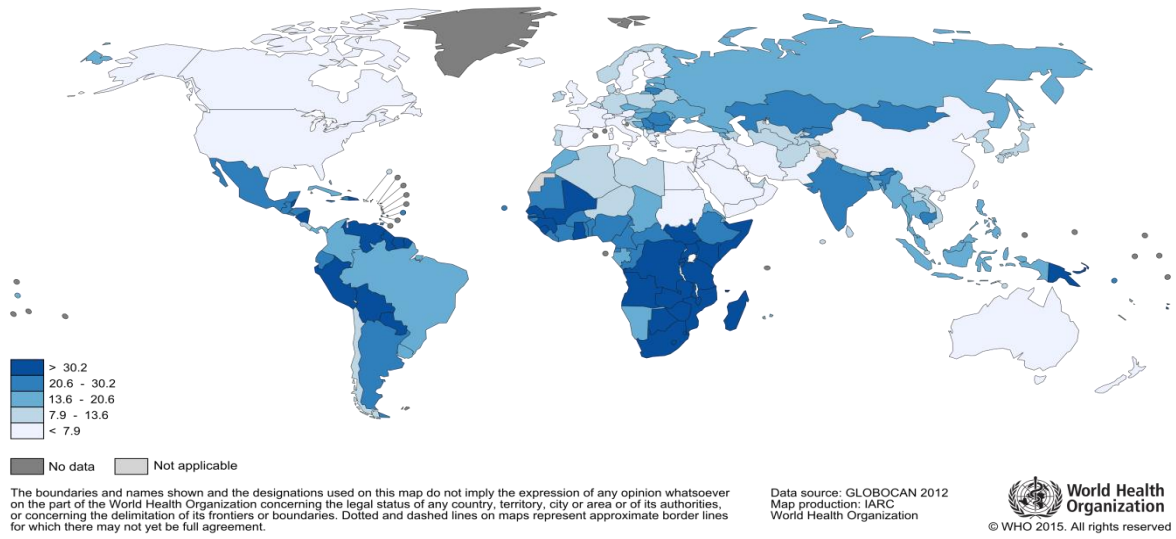 > 30.2
20.6 - 30.2
13.6 - 20.6
7.9 - 13.6
< 7.9
No data
Not applicable
The boundaries and names shown and the designations used on this map do not imply the expression of any opinion whatsoever
on the part of the World Health Organization concerning the legal status of any country, territory, city or area or of its authorities,
or concerning the delimitation of its frontiers or boundaries. Dotted and dashed lines on maps represent approximate border lines
for which there may not yet be full agreement.
Data source: GLOBOCAN 2012
Map production: IARC
World Health Organization
World Health
Organization
© WHO 2015. All rights reserved